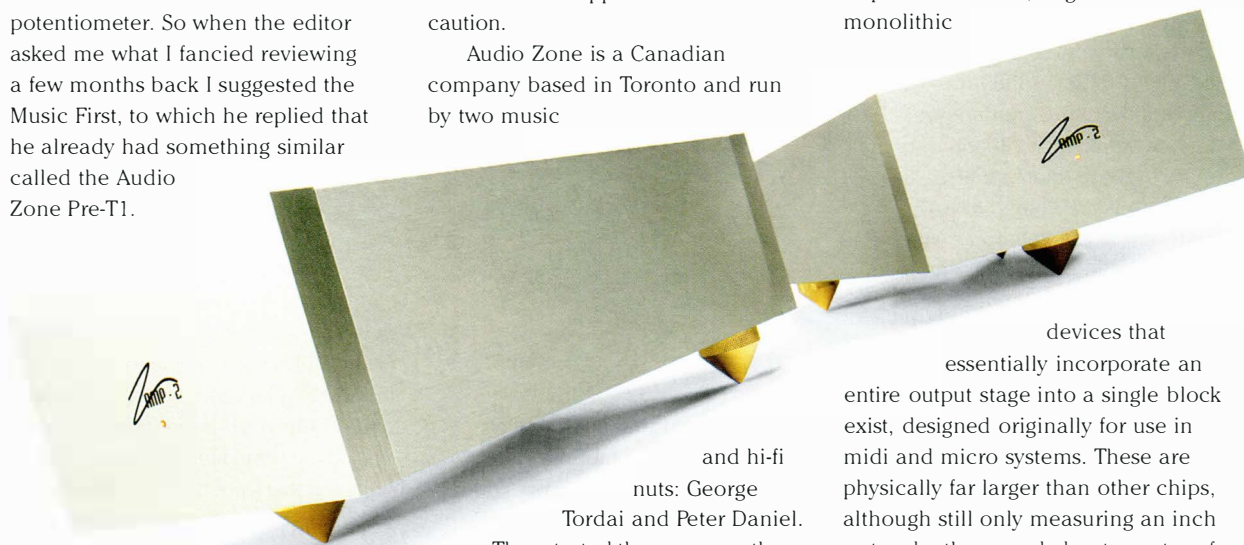 potentiometer. So when the editor
asked me what I fancied reviewing
a few months back I suggested the
Music First, to which he replied that
he already had something similar
called the Audio
Zone Pre-T1.
caution.
Audio Zone is a Canadian
company based in Toronto and run
by two music
and hi-fi
nuts: George
Tordai and Peter Daniel.
monolithic
devices that
essentially incorporate an
entire output stage into a single block
exist, designed originally for use in
midi and micro systems. These are
physically far larger than other chips,
although still only measuring an inch
AMP-2
AMP-2